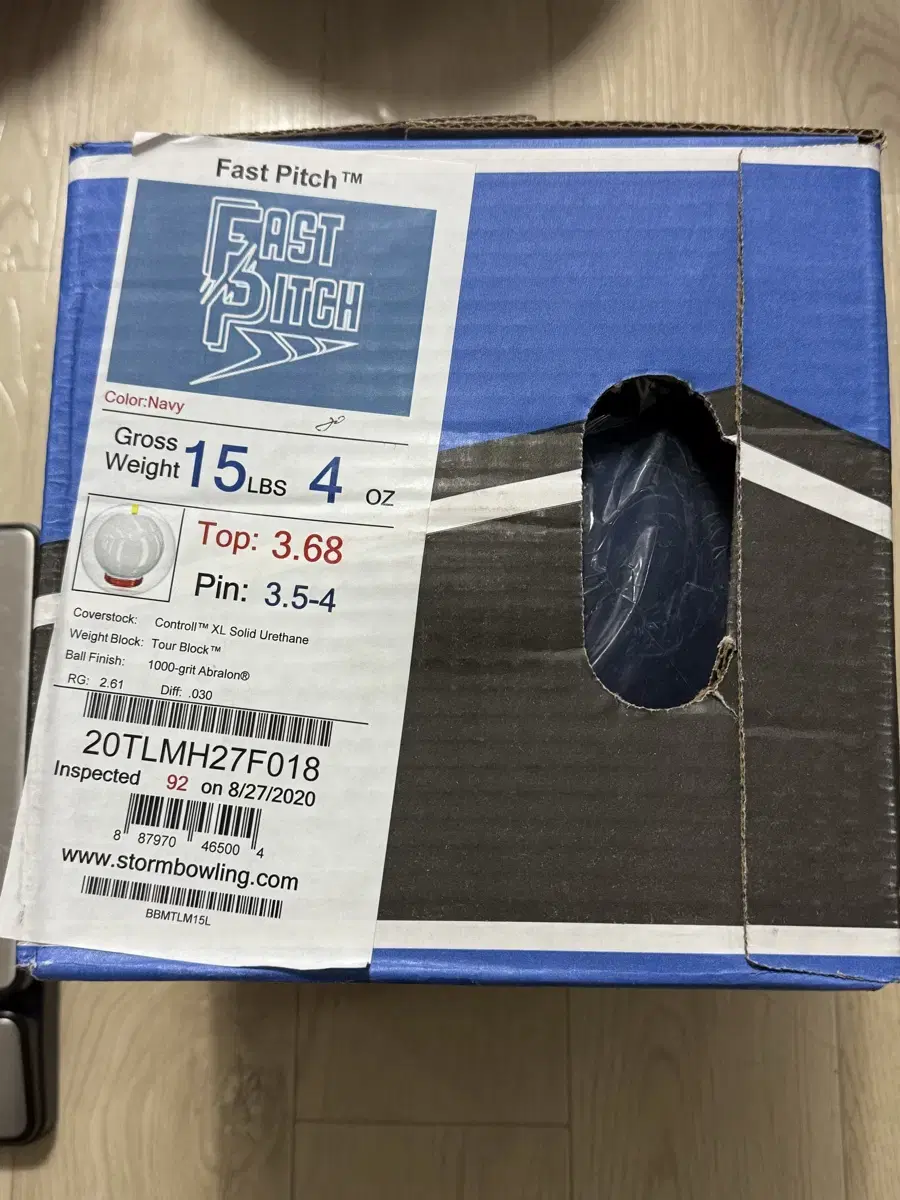 Fast Pitch™
FAST
PITCH
Color:Navy
Gross
Weight 15 LBS 4 OZ
Top: 3.68
Pin: 3.5-4
Coverstock: Controll™ XL Solid Urethane
Weight Block: Tour Block™
Ball Finish: 1000-grit Abralon®
RG: 2.61 Diff: .030
20TLMH27F018
Inspected 92 on 8/27/2020
8 87970 46500 4
www.stormbowling.com
BBMTLM15L